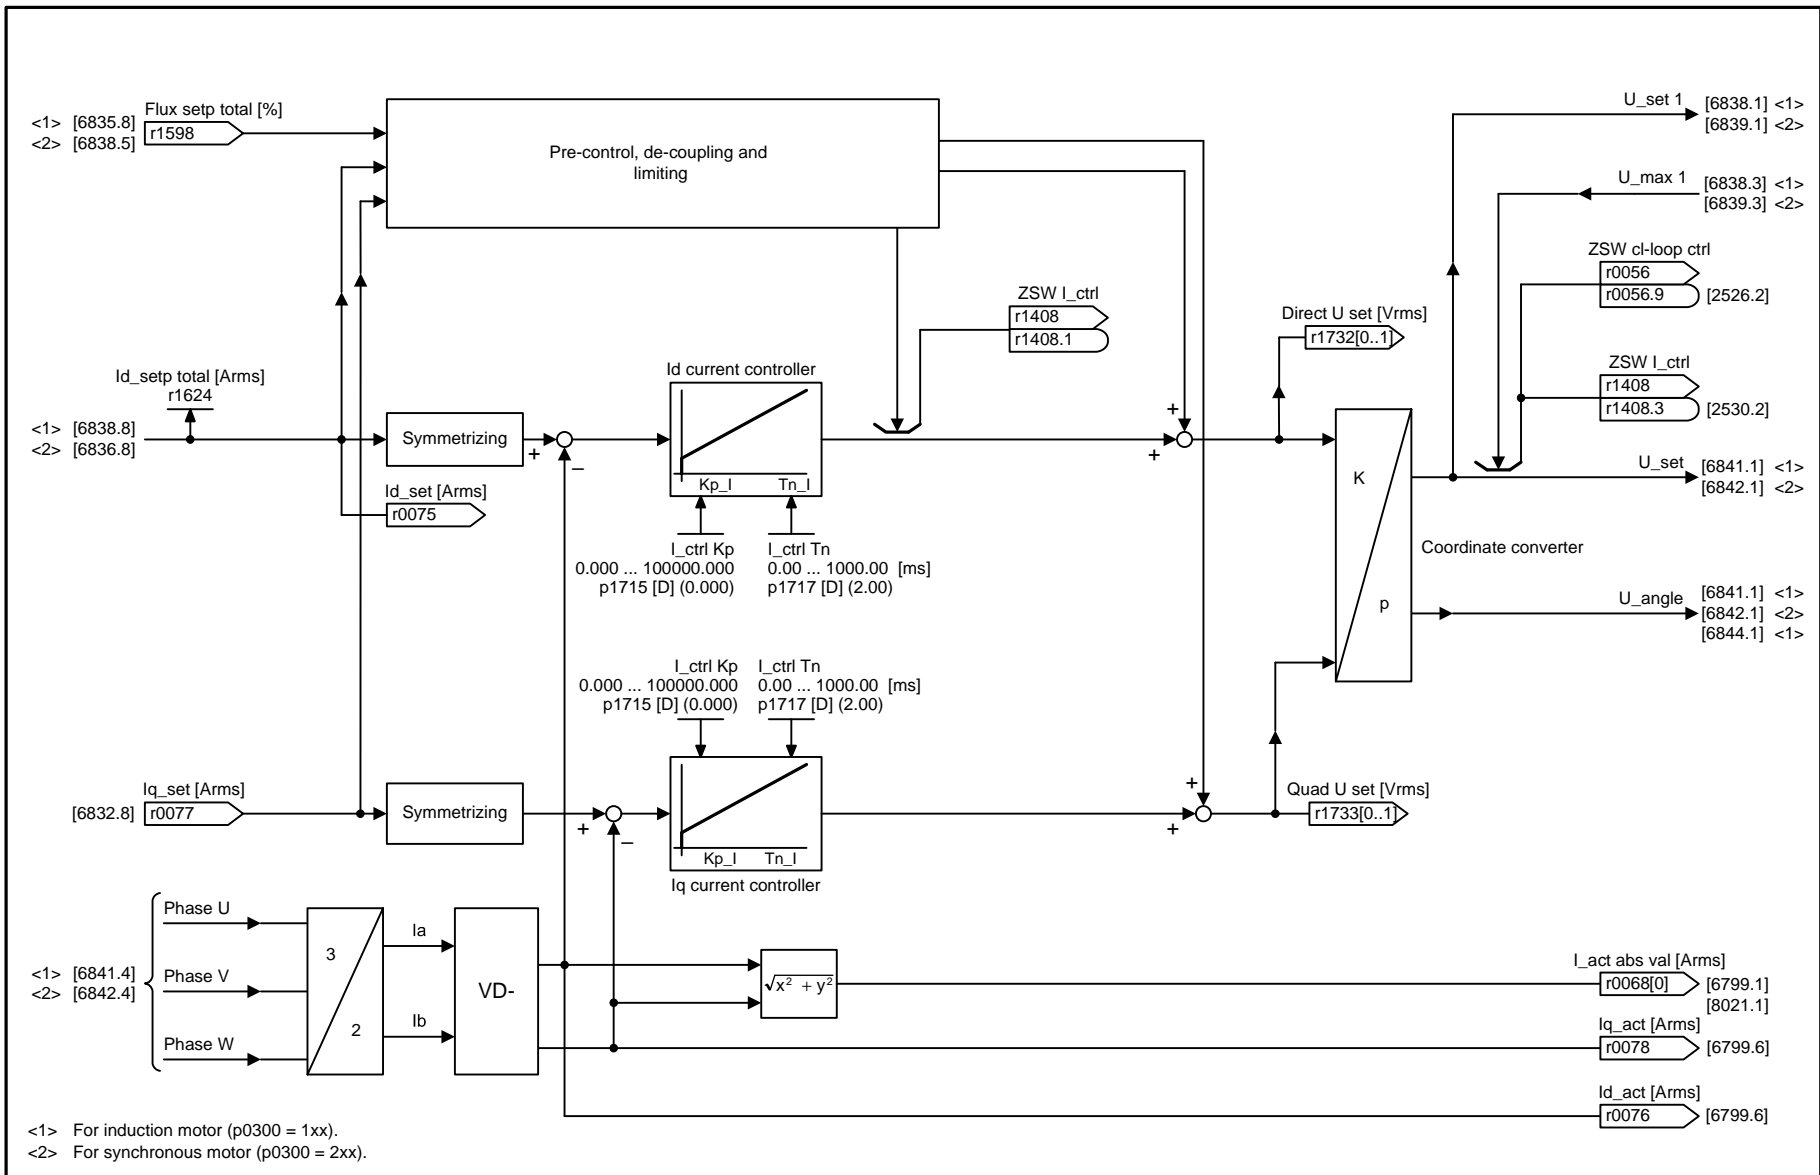 Flux setp total [%]
<1> [6835.8]
<2> [6838.5]
r1598
Pre-control, de-coupling and
limiting
U_set 1
[6838.1] <1>
[6839.1] <2>
U_max 1
[6838.3] <1>
[6839.3] <2>
ZSW cl-loop ctrl
r0056
r0056.9
[2526.2]
ZSW I_ctrl
r1408
r1408.1
Direct U set [Vrms]
r1732[0..1]
ZSW I_ctrl
r1408
r1408.3
[2530.2]
Id_setp total [Arms]
r1624
<1> [6838.8]
<2> [6836.8]
Symmetrizing
+
–
Id current controller
Kp_I
Tn_I
+
+
K
p
U_set
[6841.1] <1>
[6842.1] <2>
Id_set [Arms]
r0075
I_ctrl Kp
0.000 ... 100000.000
p1715 [D] (0.000)
I_ctrl Tn
0.00 ... 1000.00 [ms]
p1717 [D] (2.00)
Coordinate converter
U_angle
[6841.1] <1>
[6842.1] <2>
[6844.1] <1>
I_ctrl Kp
0.000 ... 100000.000
p1715 [D] (0.000)
I_ctrl Tn
0.00 ... 1000.00 [ms]
p1717 [D] (2.00)
Iq_set [Arms]
[6832.8]
r0077
Symmetrizing
+
–
Kp_I
Tn_I
Iq current controller
+
+
Quad U set [Vrms]
r1733[0..1]
<1> [6841.4]
<2> [6842.4]
Phase U
Phase V
Phase W
3
2
Ia
Ib
VD-
√x² + y²
I_act abs val [Arms]
r0068[0]
[6799.1]
[8021.1]
Iq_act [Arms]
r0078
[6799.6]
Id_act [Arms]
r0076
[6799.6]
<1> For induction motor (p0300 = 1xx).
<2> For synchronous motor (p0300 = 2xx).